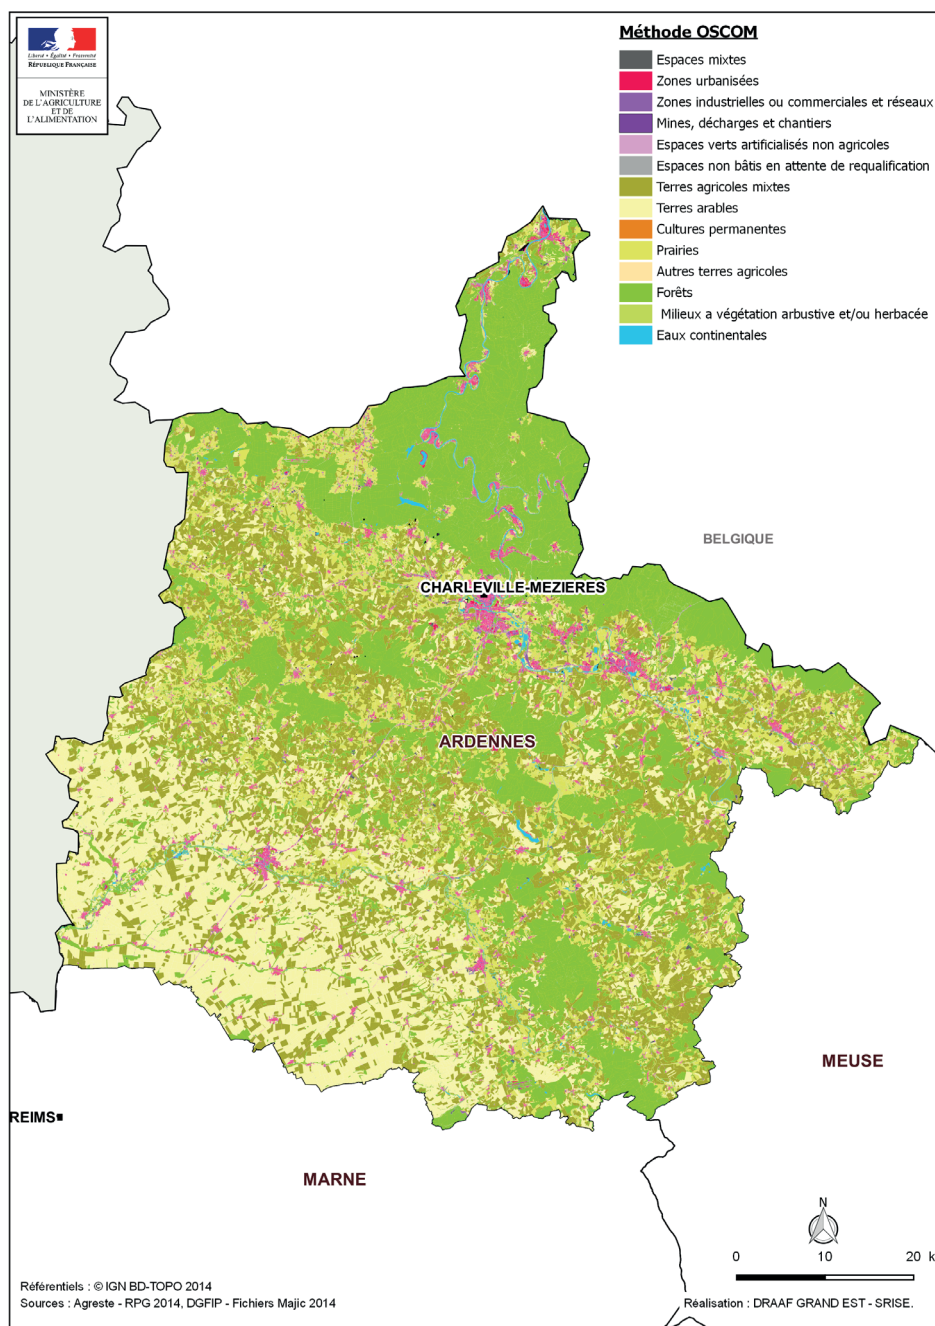 Liberté • Égalité • Fraternité
RÉPUBLIQUE FRANÇAISE
MINISTÈRE
DE L'AGRICULTURE
ET DE
L'ALIMENTATION
Méthode OSCOM
Espaces mixtes
Zones urbanisées
Zones industrielles ou commerciales et réseaux
Mines, décharges et chantiers
Espaces verts artificialisés non agricoles
Espaces non bâtis en attente de requalification
Terres agricoles mixtes
Terres arables
Cultures permanentes
Prairies
Autres terres agricoles
Forêts
Milieux a végétation arbustive et/ou herbacée
Eaux continentales
BELGIQUE
CHARLEVILLE-MEZIERES
ARDENNES
MEUSE
REIMS
MARNE
N
0 10 20 k
Référentiels : © IGN BD-TOPO 2014
Sources : Agreste - RPG 2014, DGFIP - Fichiers Majic 2014
Réalisation : DRAAF GRAND EST - SRISE.